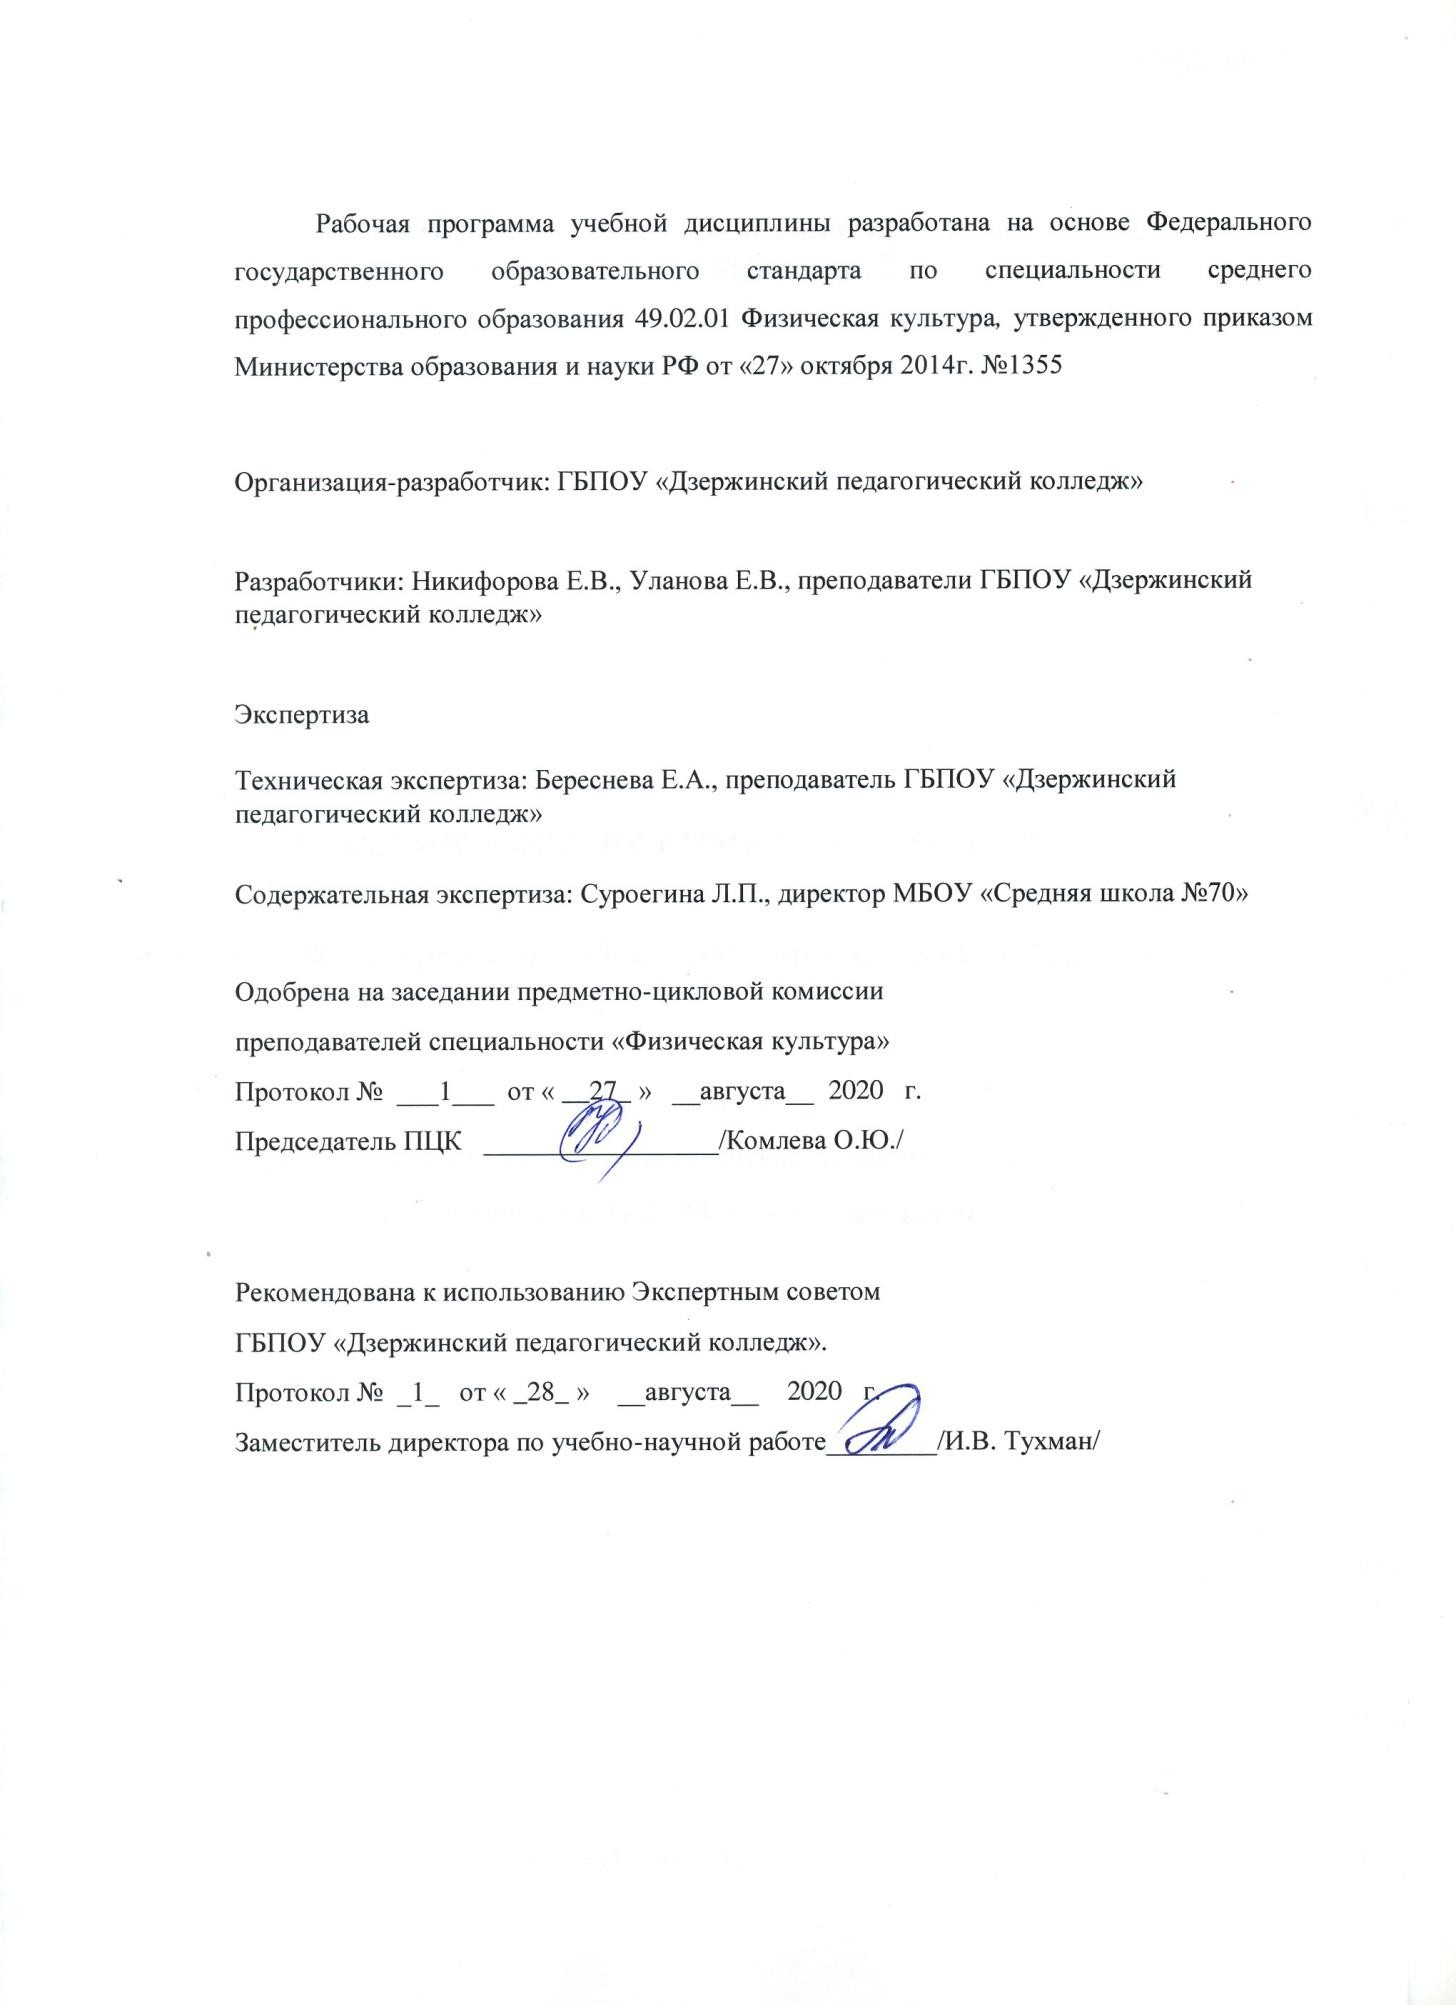 Рабочая программа учебной дисциплины разработана на основе Федерального
государственного образовательного стандарта по специальности среднего
профессионального образования 49.02.01 Физическая культура, утвержденного приказом
Министерства образования и науки РФ от «27» октября 2014г. №1355
Организация-разработчик: ГБПОУ «Дзержинский педагогический колледж»
Разработчики: Никифорова Е.В., Уланова Е.В., преподаватели ГБПОУ «Дзержинский
педагогический колледж»
Экспертиза
Техническая экспертиза: Береснева Е.А., преподаватель ГБПОУ «Дзержинский
педагогический колледж»
Содержательная экспертиза: Суроегина Л.П., директор МБОУ «Средняя школа №70»
Одобрена на заседании предметно-цикловой комиссии
преподавателей специальности «Физическая культура»
Протокол № ___1___ от « __27_ » __августа__ 2020 г.
Председатель ПЦК _________________/Комлева О.Ю./
Рекомендована к использованию Экспертным советом
ГБПОУ «Дзержинский педагогический колледж».
Протокол № _1_ от « _28_ » __августа__ 2020 г.
Заместитель директора по учебно-научной работе________/И.В. Тухман/